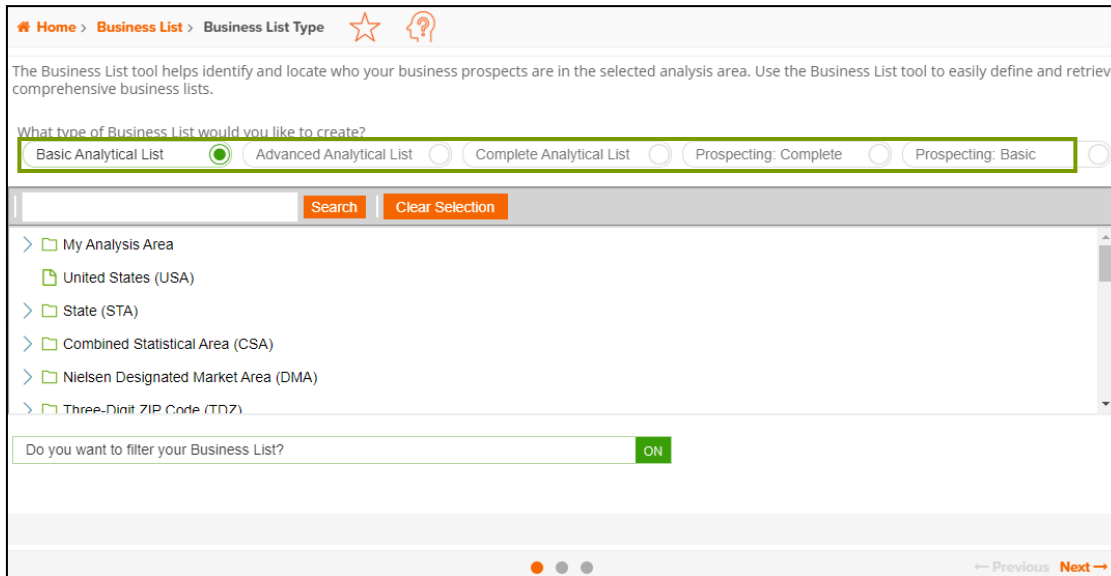 Home > Business List > Business List Type
The Business List tool helps identify and locate who your business prospects are in the selected analysis area. Use the Business List tool to easily define and retriev
comprehensive business lists.
What type of Business List would you like to create?
Basic Analytical List Advanced Analytical List Complete Analytical List Prospecting: Complete Prospecting: Basic
Search Clear Selection
My Analysis Area
United States (USA)
State (STA)
Combined Statistical Area (CSA)
Nielsen Designated Market Area (DMA)
Three-Digit ZIP Code (TDZ)
Do you want to filter your Business List? ON
← Previous Next →